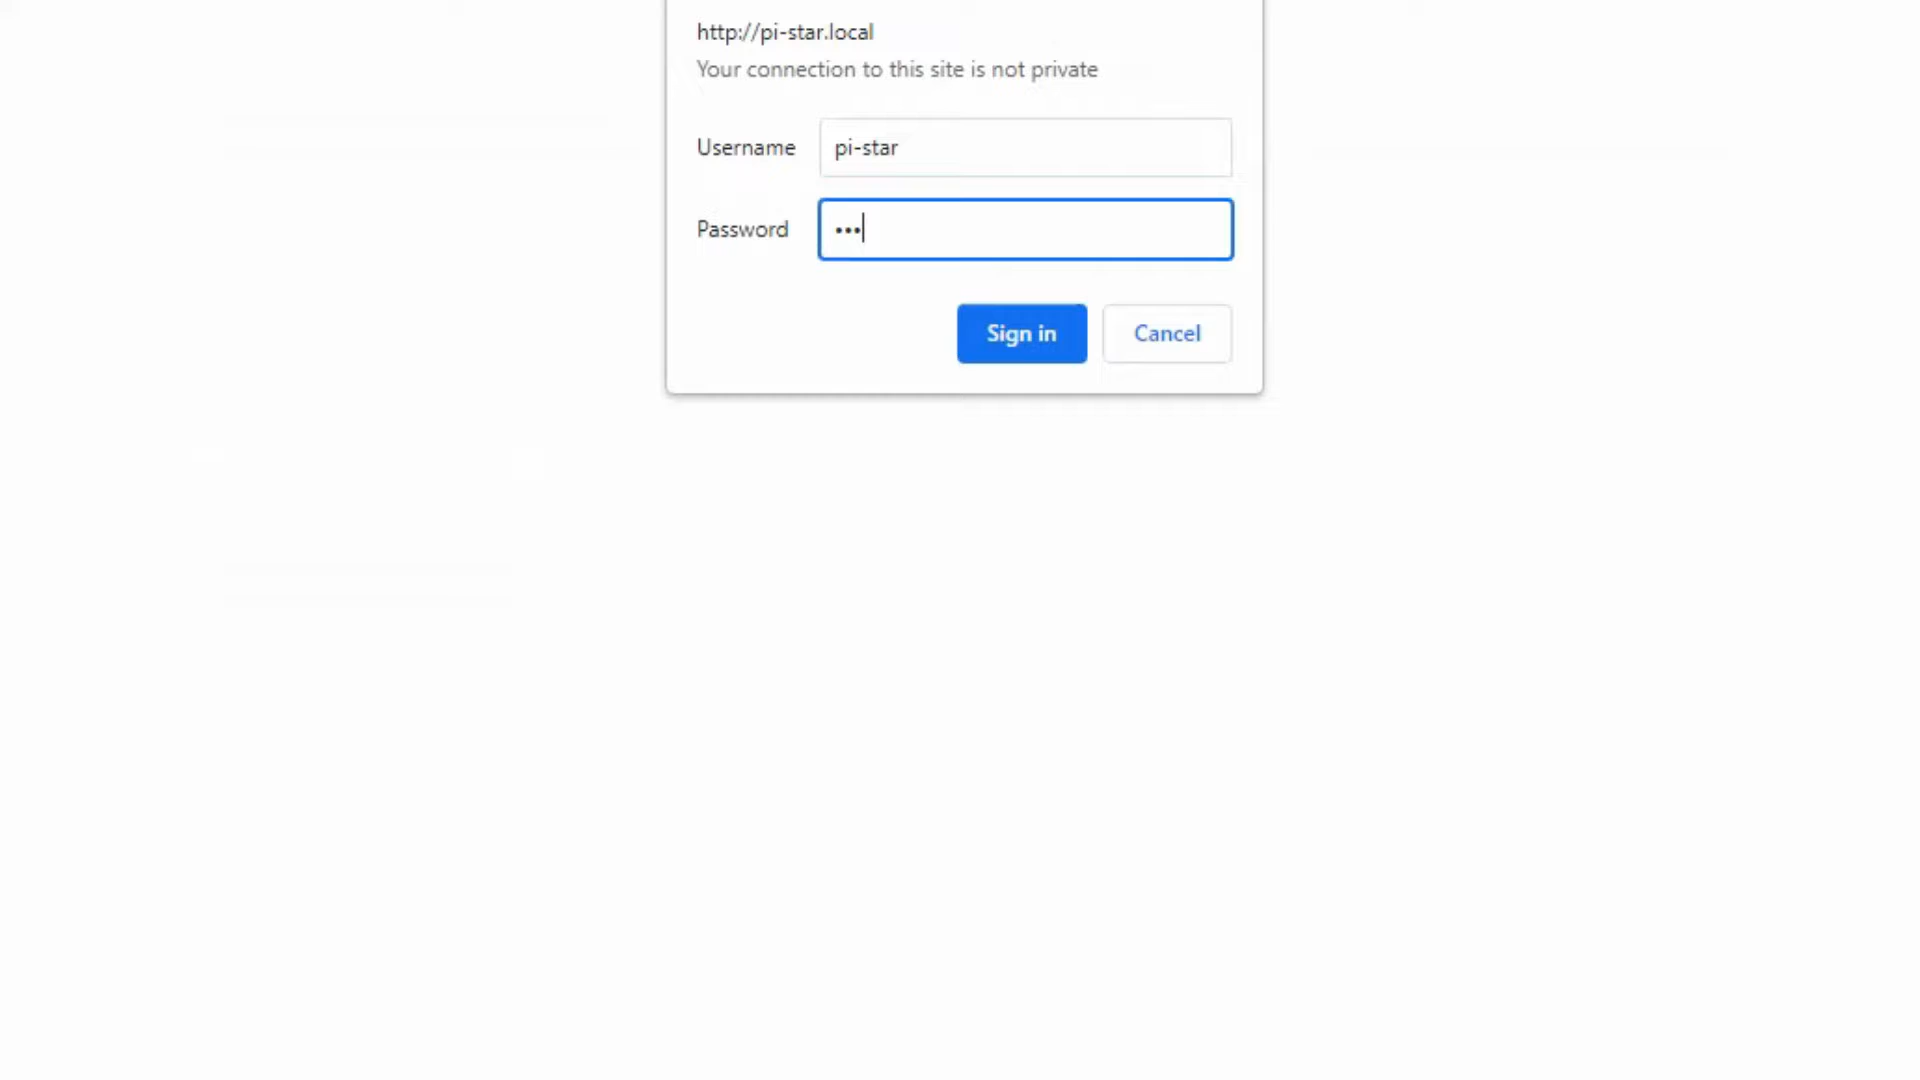 http://pi-star.local
Your connection to this site is not private
Username pi-star
Password •••
Sign in Cancel